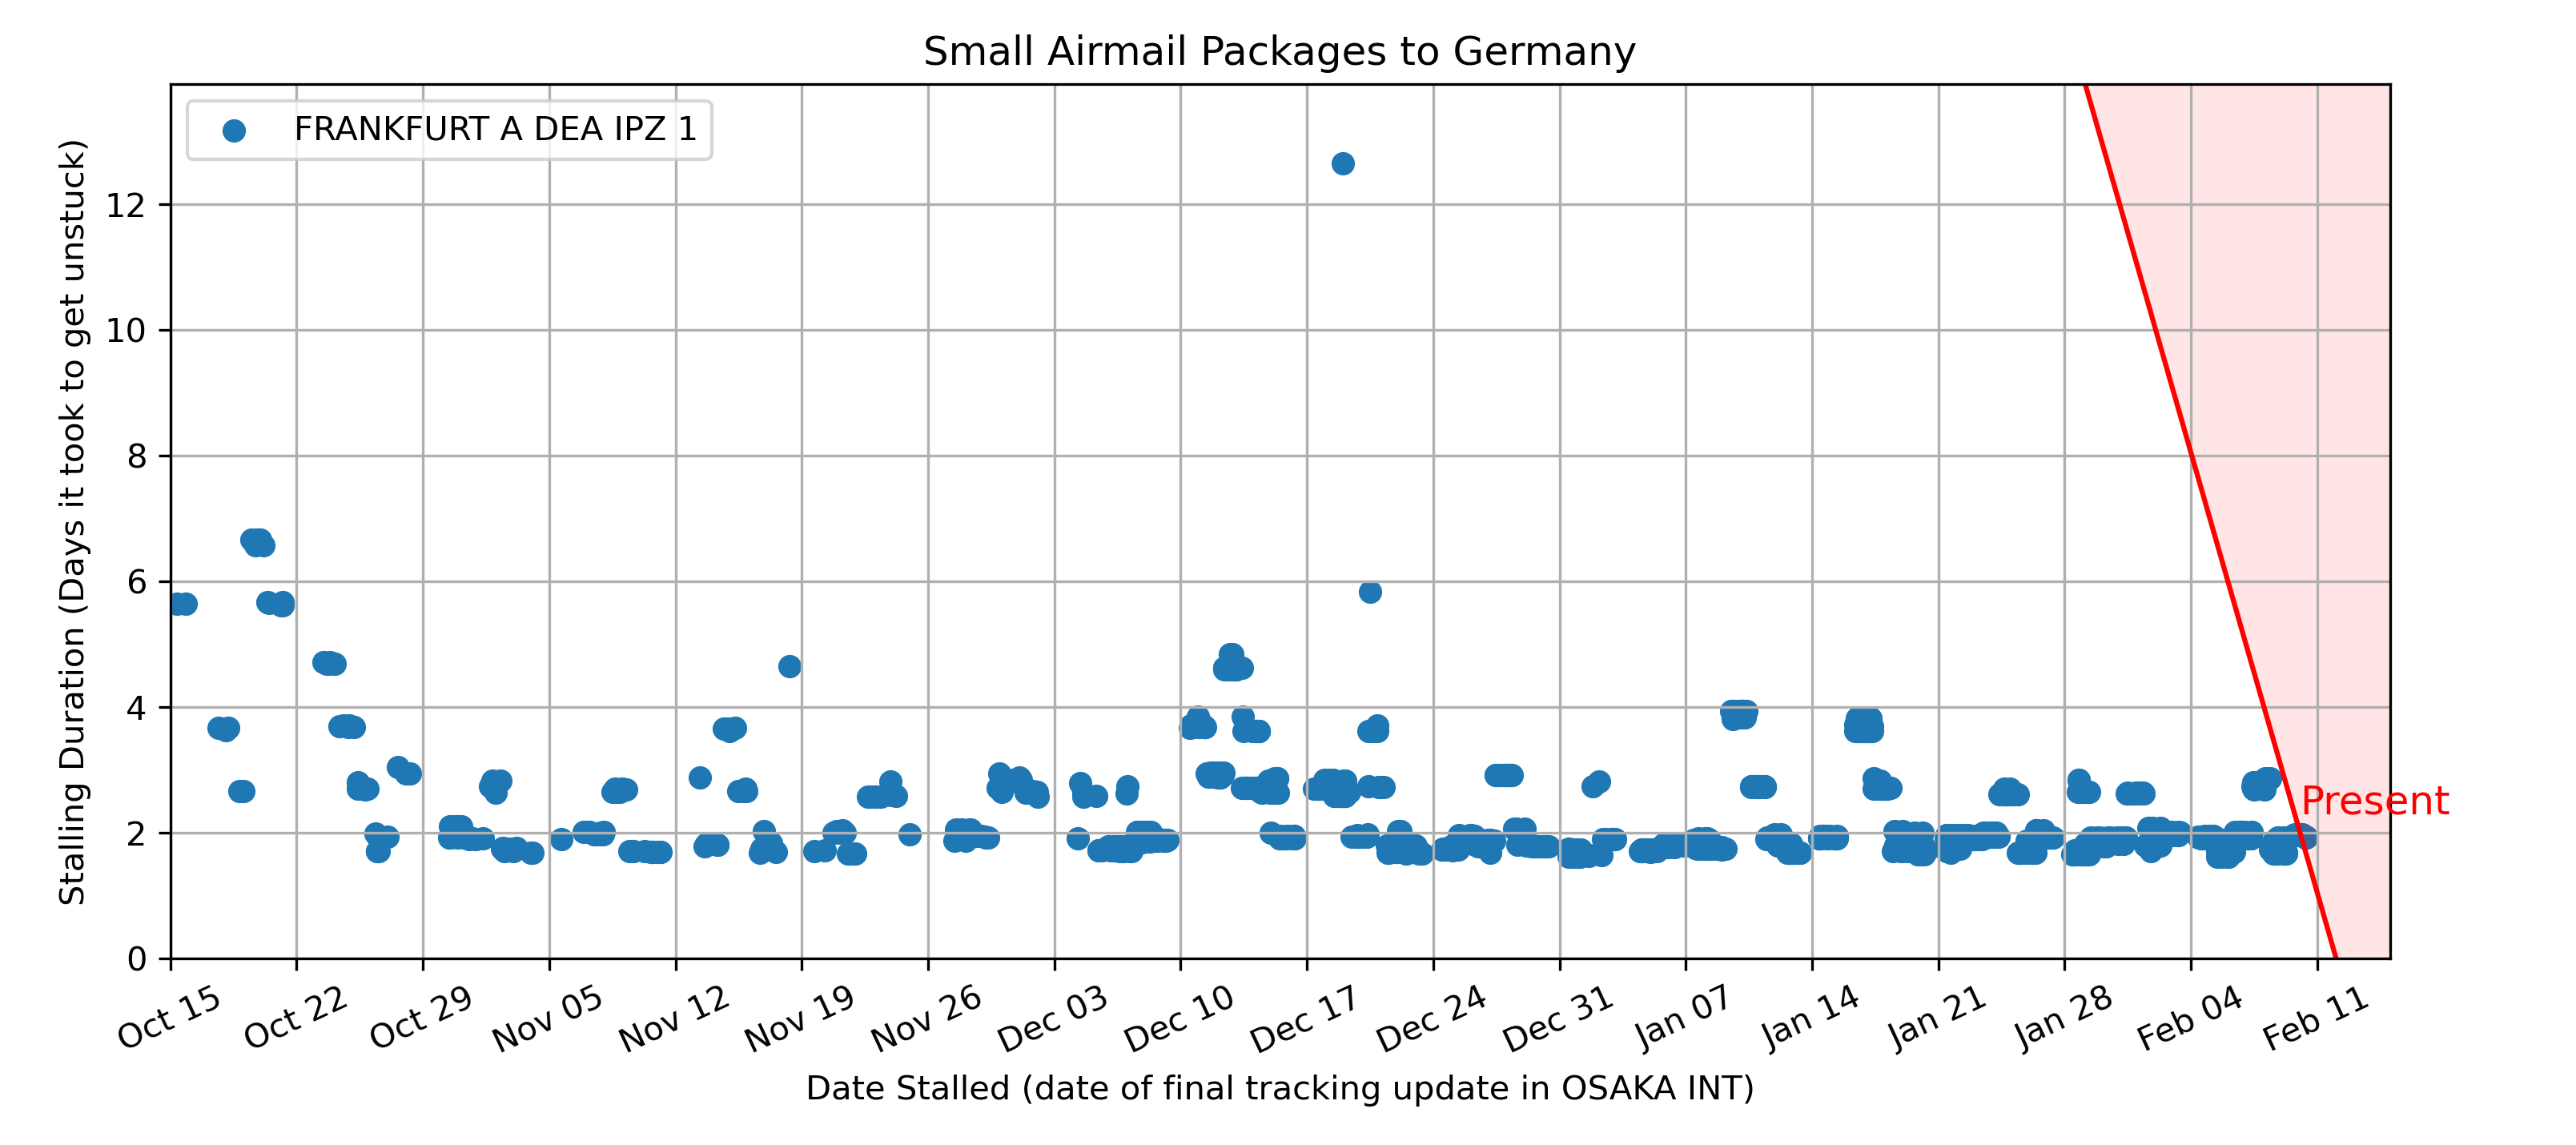 Small Airmail Packages to Germany
FRANKFURT A DEA IPZ 1
Stalling Duration (Days it took to get unstuck)
12
10
8
6
4
2
0
Present
Oct 15
Oct 22
Oct 29
Nov 05
Nov 12
Nov 19
Nov 26
Dec 03
Dec 10
Dec 17
Dec 24
Dec 31
Jan 07
Jan 14
Jan 21
Jan 28
Feb 04
Feb 11
Date Stalled (date of final tracking update in OSAKA INT)